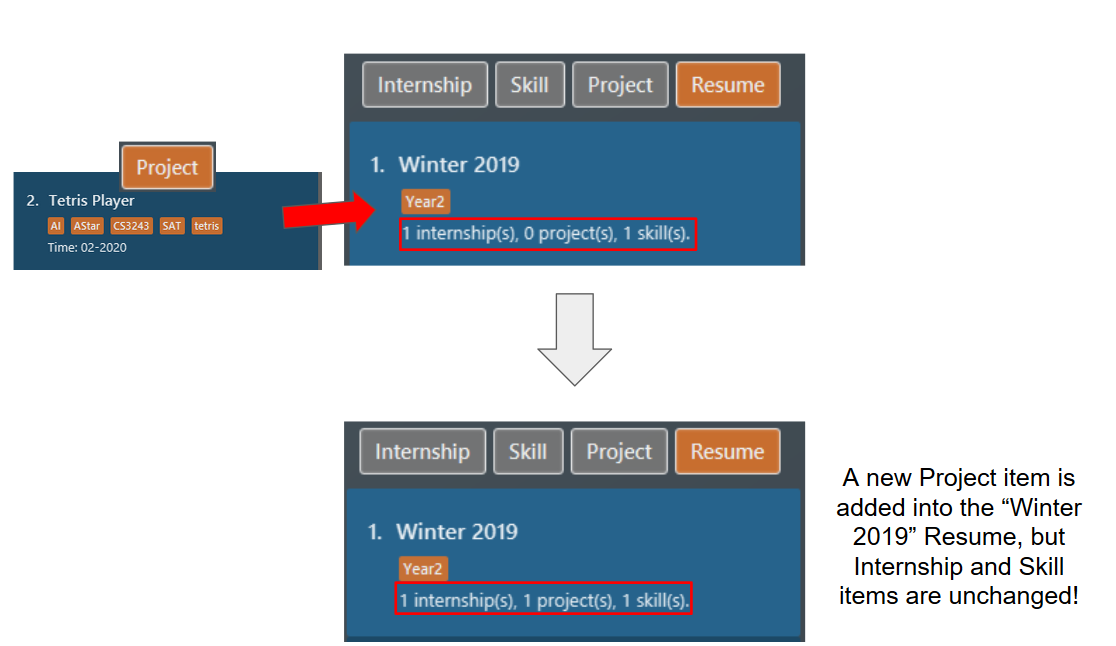 Internship Skill Project Resume
1. Winter 2019
Year2
1 internship(s), 0 project(s), 1 skill(s).
Project
2. Tetris Player
AI AStar CS3243 SAT tetris
Time: 02-2020
Internship Skill Project Resume
1. Winter 2019
Year2
1 internship(s), 1 project(s), 1 skill(s).
A new Project item is
added into the “Winter
2019” Resume, but
Internship and Skill
items are unchanged!